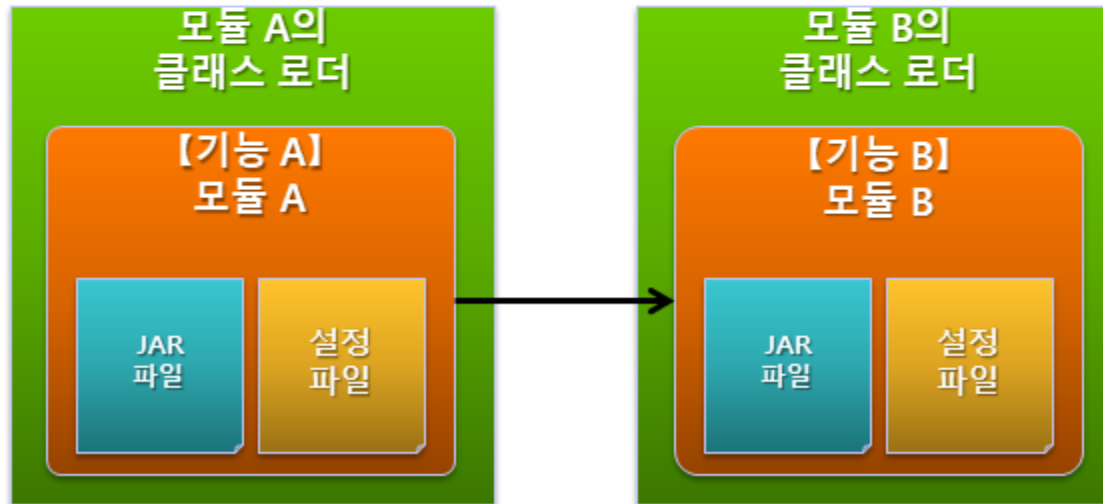 모듈 A의
클래스 로더
【기능 A】
모듈 A
JAR
파일
설정
파일
모듈 B의
클래스 로더
【기능 B】
모듈 B
JAR
파일
설정
파일